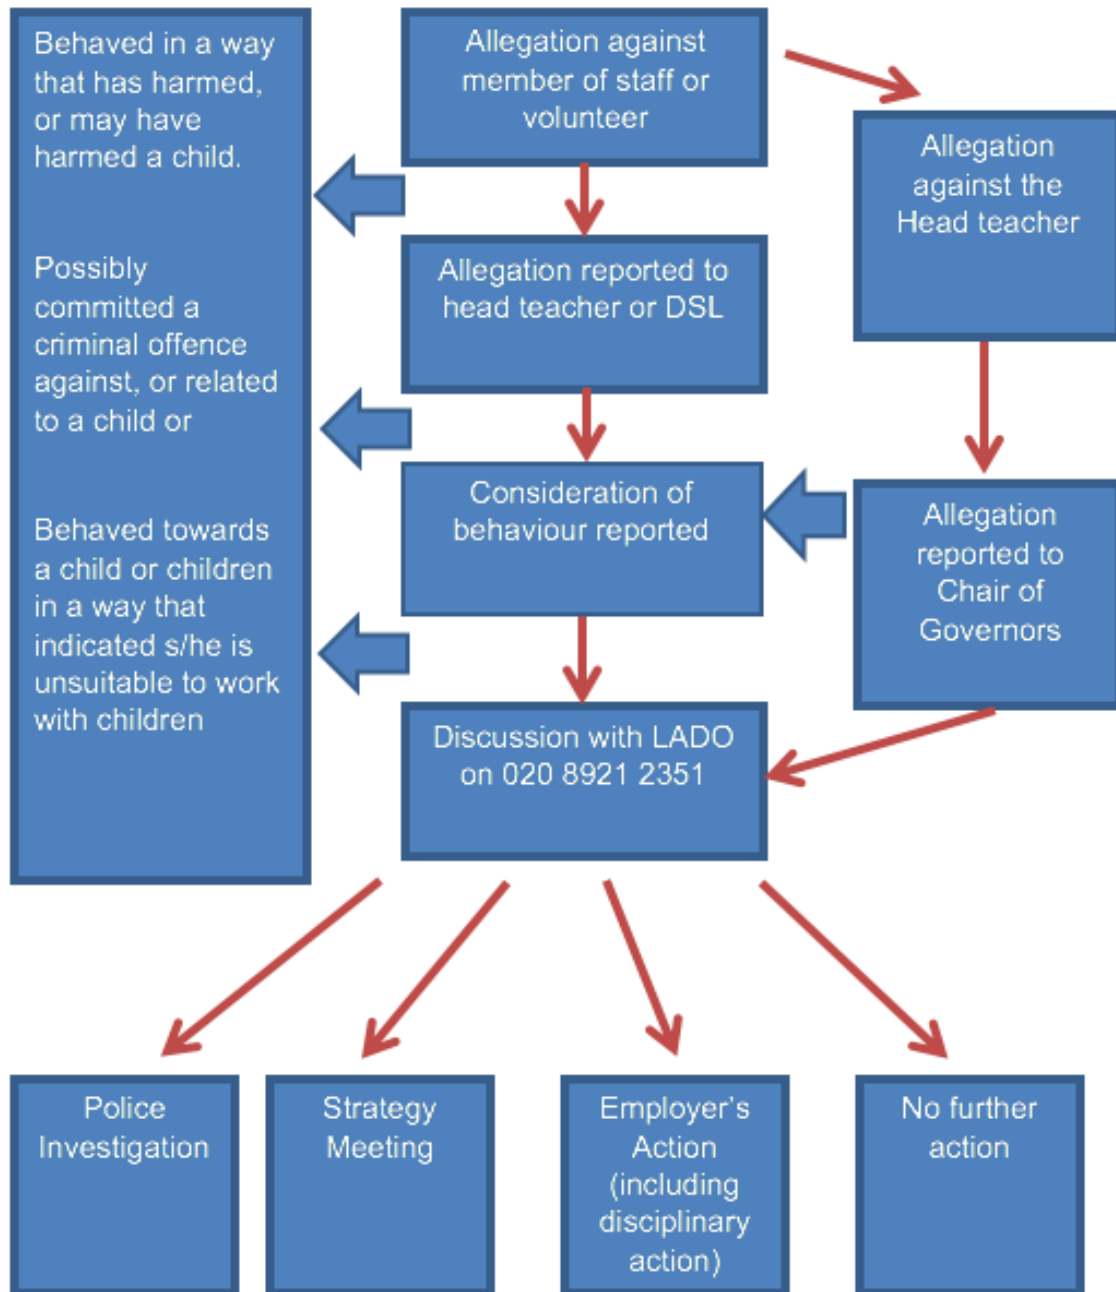 Behaved in a way
that has harmed,
or may have
harmed a child.
Possibly
committed a
criminal offence
against, or related
to a child or
Behaved towards
a child or children
in a way that
indicated s/he is
unsuitable to work
with children
Allegation against
member of staff or
volunteer
Allegation
against the
Head teacher
Allegation reported to
head teacher or DSL
Consideration of
behaviour reported
Allegation
reported to
Chair of
Governors
Discussion with LADO
on 020 8921 2351
Police
Investigation
Strategy
Meeting
Employer’s
Action
(including
disciplinary
action)
No further
action